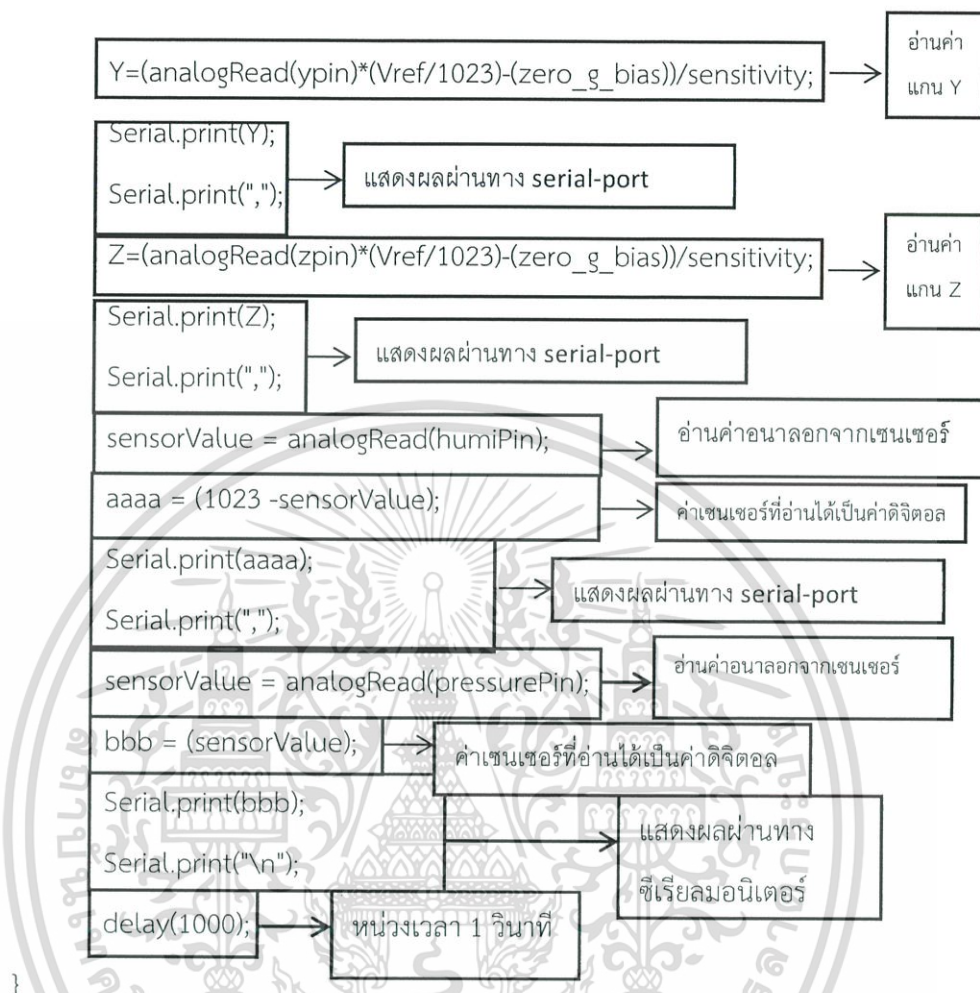 Y=(analogRead(ypin)*(Vref/1023)-(zero_g_bias))/sensitivity;
อ่านค่า
แกน Y
Serial.print(Y);
Serial.print(",");
แสดงผลผ่านทาง serial-port
Z=(analogRead(zpin)*(Vref/1023)-(zero_g_bias))/sensitivity;
อ่านค่า
แกน Z
Serial.print(Z);
Serial.print(",");
แสดงผลผ่านทาง serial-port
sensorValue = analogRead(humiPin);
อ่านค่าอนาลอกจากเซนเซอร์
aaaa = (1023 -sensorValue);
ค่าเซนเซอร์ที่อ่านได้เป็นค่าดิจิตอล
Serial.print(aaaa);
Serial.print(",");
แสดงผลผ่านทาง serial-port
sensorValue = analogRead(pressurePin);
อ่านค่าอนาลอกจากเซนเซอร์
bbb = (sensorValue);
ค่าเซนเซอร์ที่อ่านได้เป็นค่าดิจิตอล
Serial.print(bbb);
Serial.print("\n");
แสดงผลผ่านทาง
ซีเรียลมอนิเตอร์
delay(1000);
หน่วงเวลา 1 วินาที
}